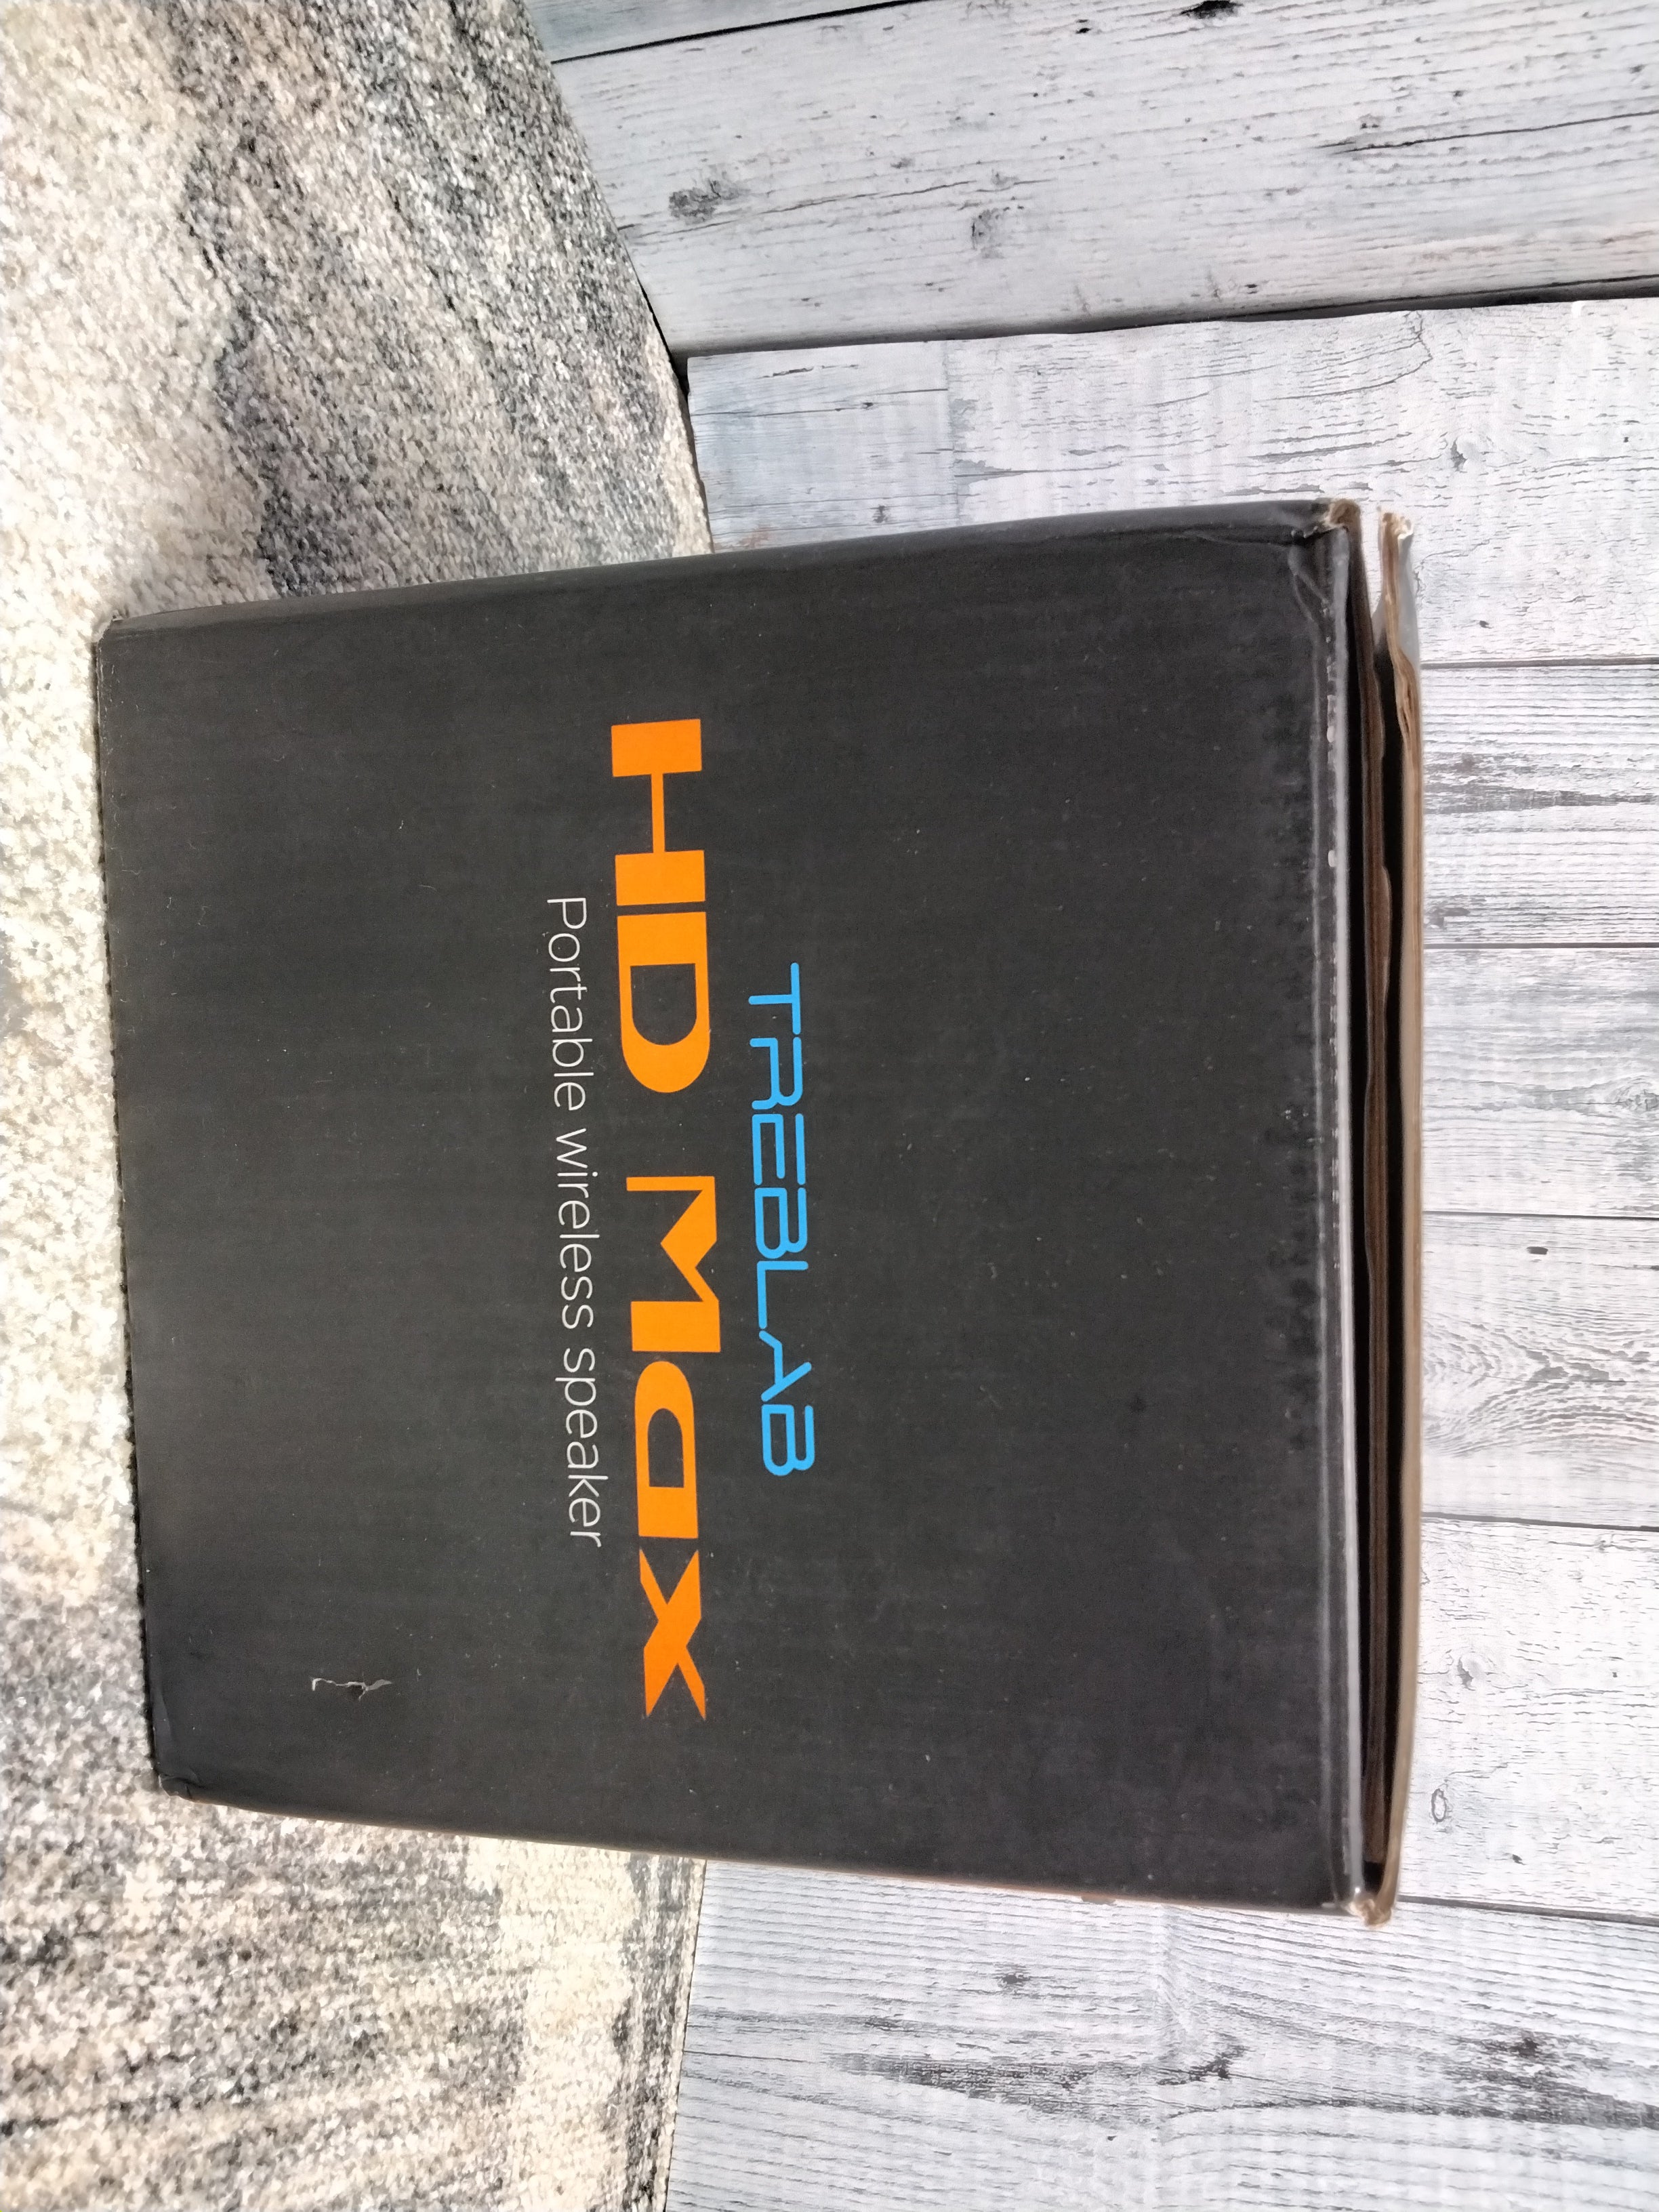 TREBLAB
HD Max
Portable wireless speaker